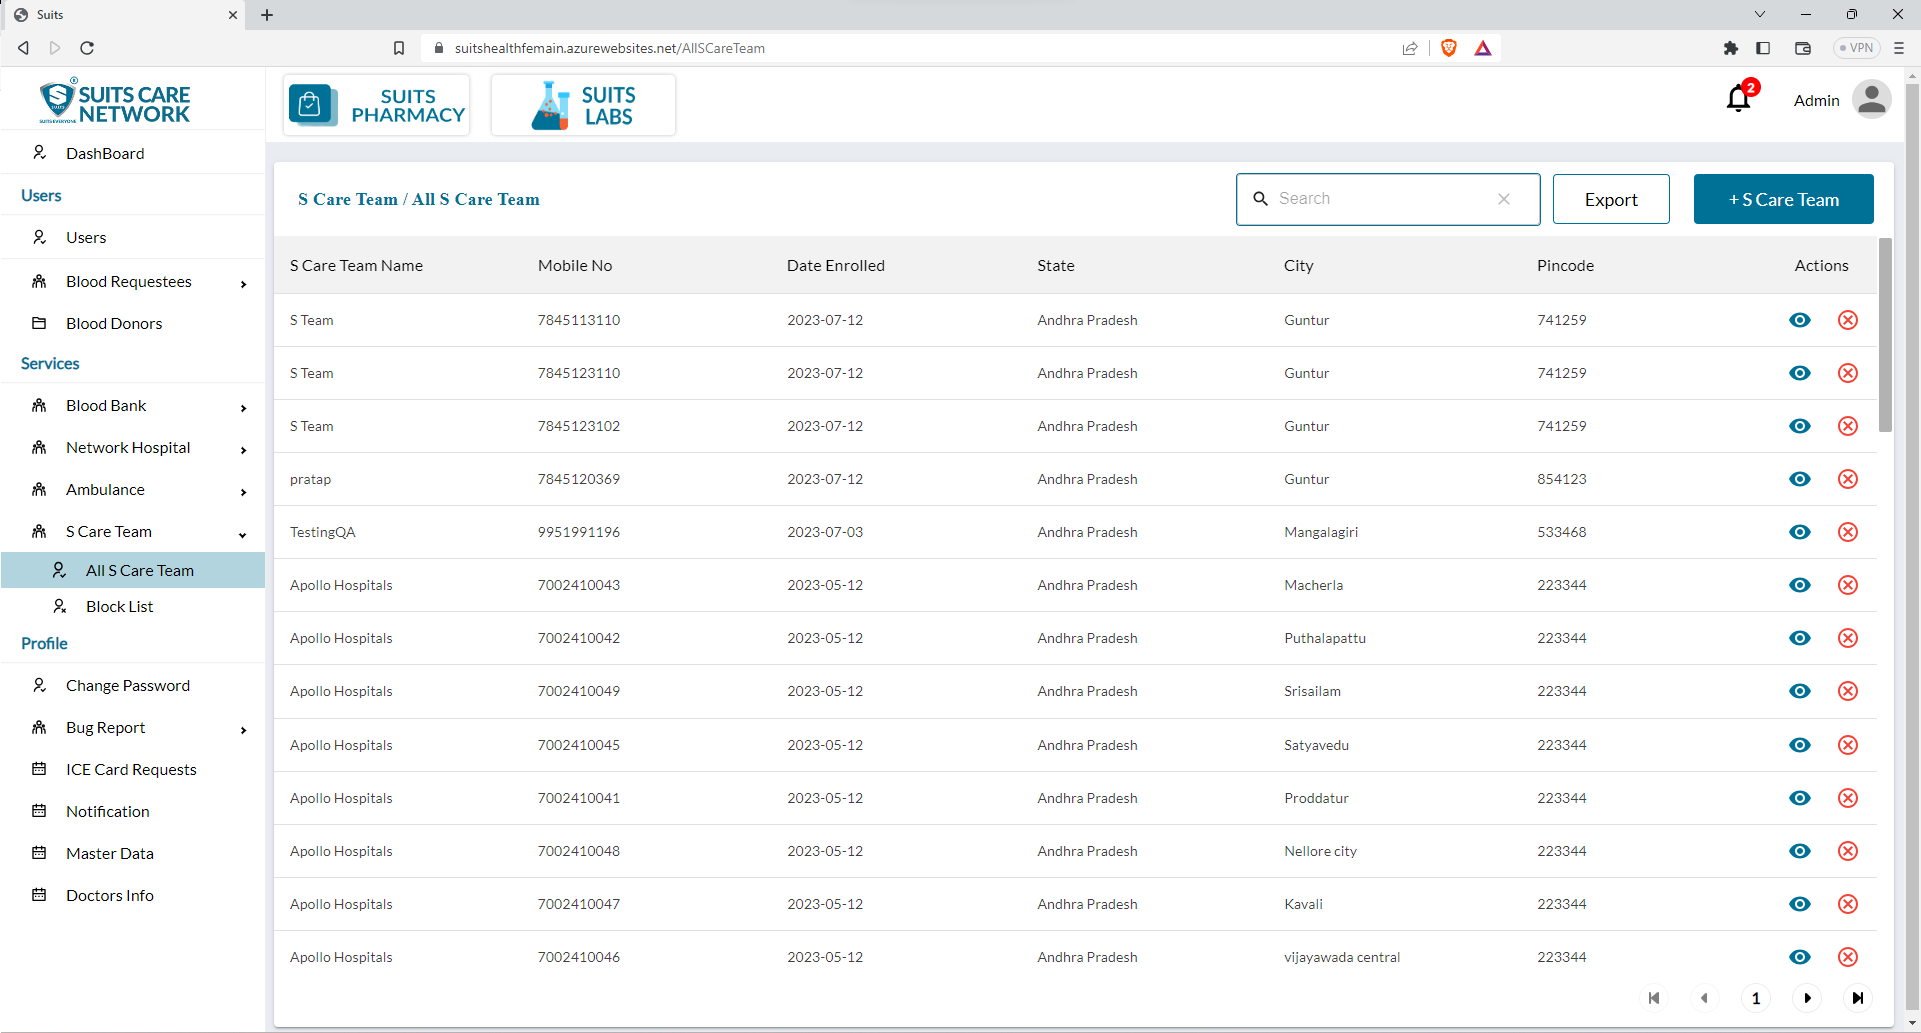 Suits
suitshealthfemain.azurewebsites.net/AllSCareTeam
VPN
SUITS CARE
NETWORK
SUITS EVERYONE
SUITS
PHARMACY
SUITS
LABS
2
Admin
DashBoard
Users
Users
Blood Requestees
Blood Donors
Services
Blood Bank
Network Hospital
Ambulance
S Care Team
All S Care Team
Block List
Profile
Change Password
Bug Report
ICE Card Requests
Notification
Master Data
Doctors Info
S Care Team / All S Care Team
Search
Export
+ S Care Team
S Care Team Name Mobile No Date Enrolled State City Pincode Actions
S Team 7845113110 2023-07-12 Andhra Pradesh Guntur 741259
S Team 7845123110 2023-07-12 Andhra Pradesh Guntur 741259
S Team 7845123102 2023-07-12 Andhra Pradesh Guntur 741259
pratap 7845120369 2023-07-12 Andhra Pradesh Guntur 854123
TestingQA 9951991196 2023-07-03 Andhra Pradesh Mangalagiri 533468
Apollo Hospitals 7002410043 2023-05-12 Andhra Pradesh Macherla 223344
Apollo Hospitals 7002410042 2023-05-12 Andhra Pradesh Puthalapattu 223344
Apollo Hospitals 7002410049 2023-05-12 Andhra Pradesh Srisailam 223344
Apollo Hospitals 7002410045 2023-05-12 Andhra Pradesh Satyavedu 223344
Apollo Hospitals 7002410041 2023-05-12 Andhra Pradesh Proddatur 223344
Apollo Hospitals 7002410048 2023-05-12 Andhra Pradesh Nellore city 223344
Apollo Hospitals 7002410047 2023-05-12 Andhra Pradesh Kavali 223344
Apollo Hospitals 7002410046 2023-05-12 Andhra Pradesh vijayawada central 223344
1